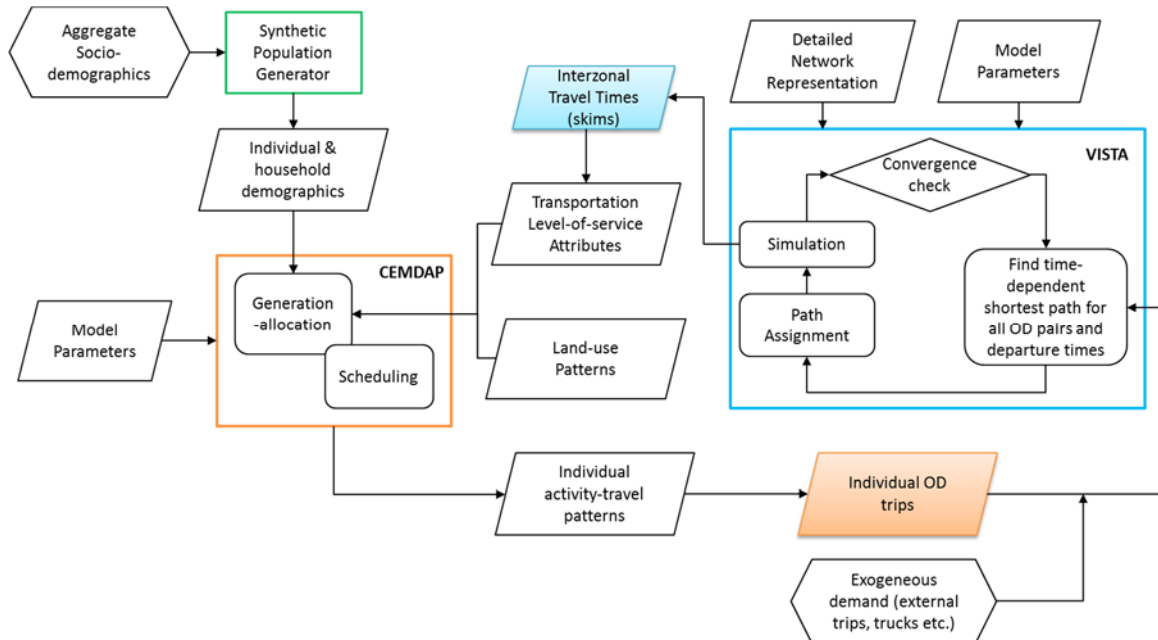 Aggregate
Socio-
demographics
Synthetic
Population
Generator
Interzonal
Travel Times
(skims)
Detailed
Network
Representation
Model
Parameters
Individual &
household
demographics
Transportation
Level-of-service
Attributes
VISTA
Convergence
check
Simulation
Path
Assignment
Find time-
dependent
shortest path for
all OD pairs and
departure times
Model
Parameters
CEMDAP
Generation
-allocation
Scheduling
Land-use
Patterns
Individual
activity-travel
patterns
Individual OD
trips
Exogeneous
demand (external
trips, trucks etc.)